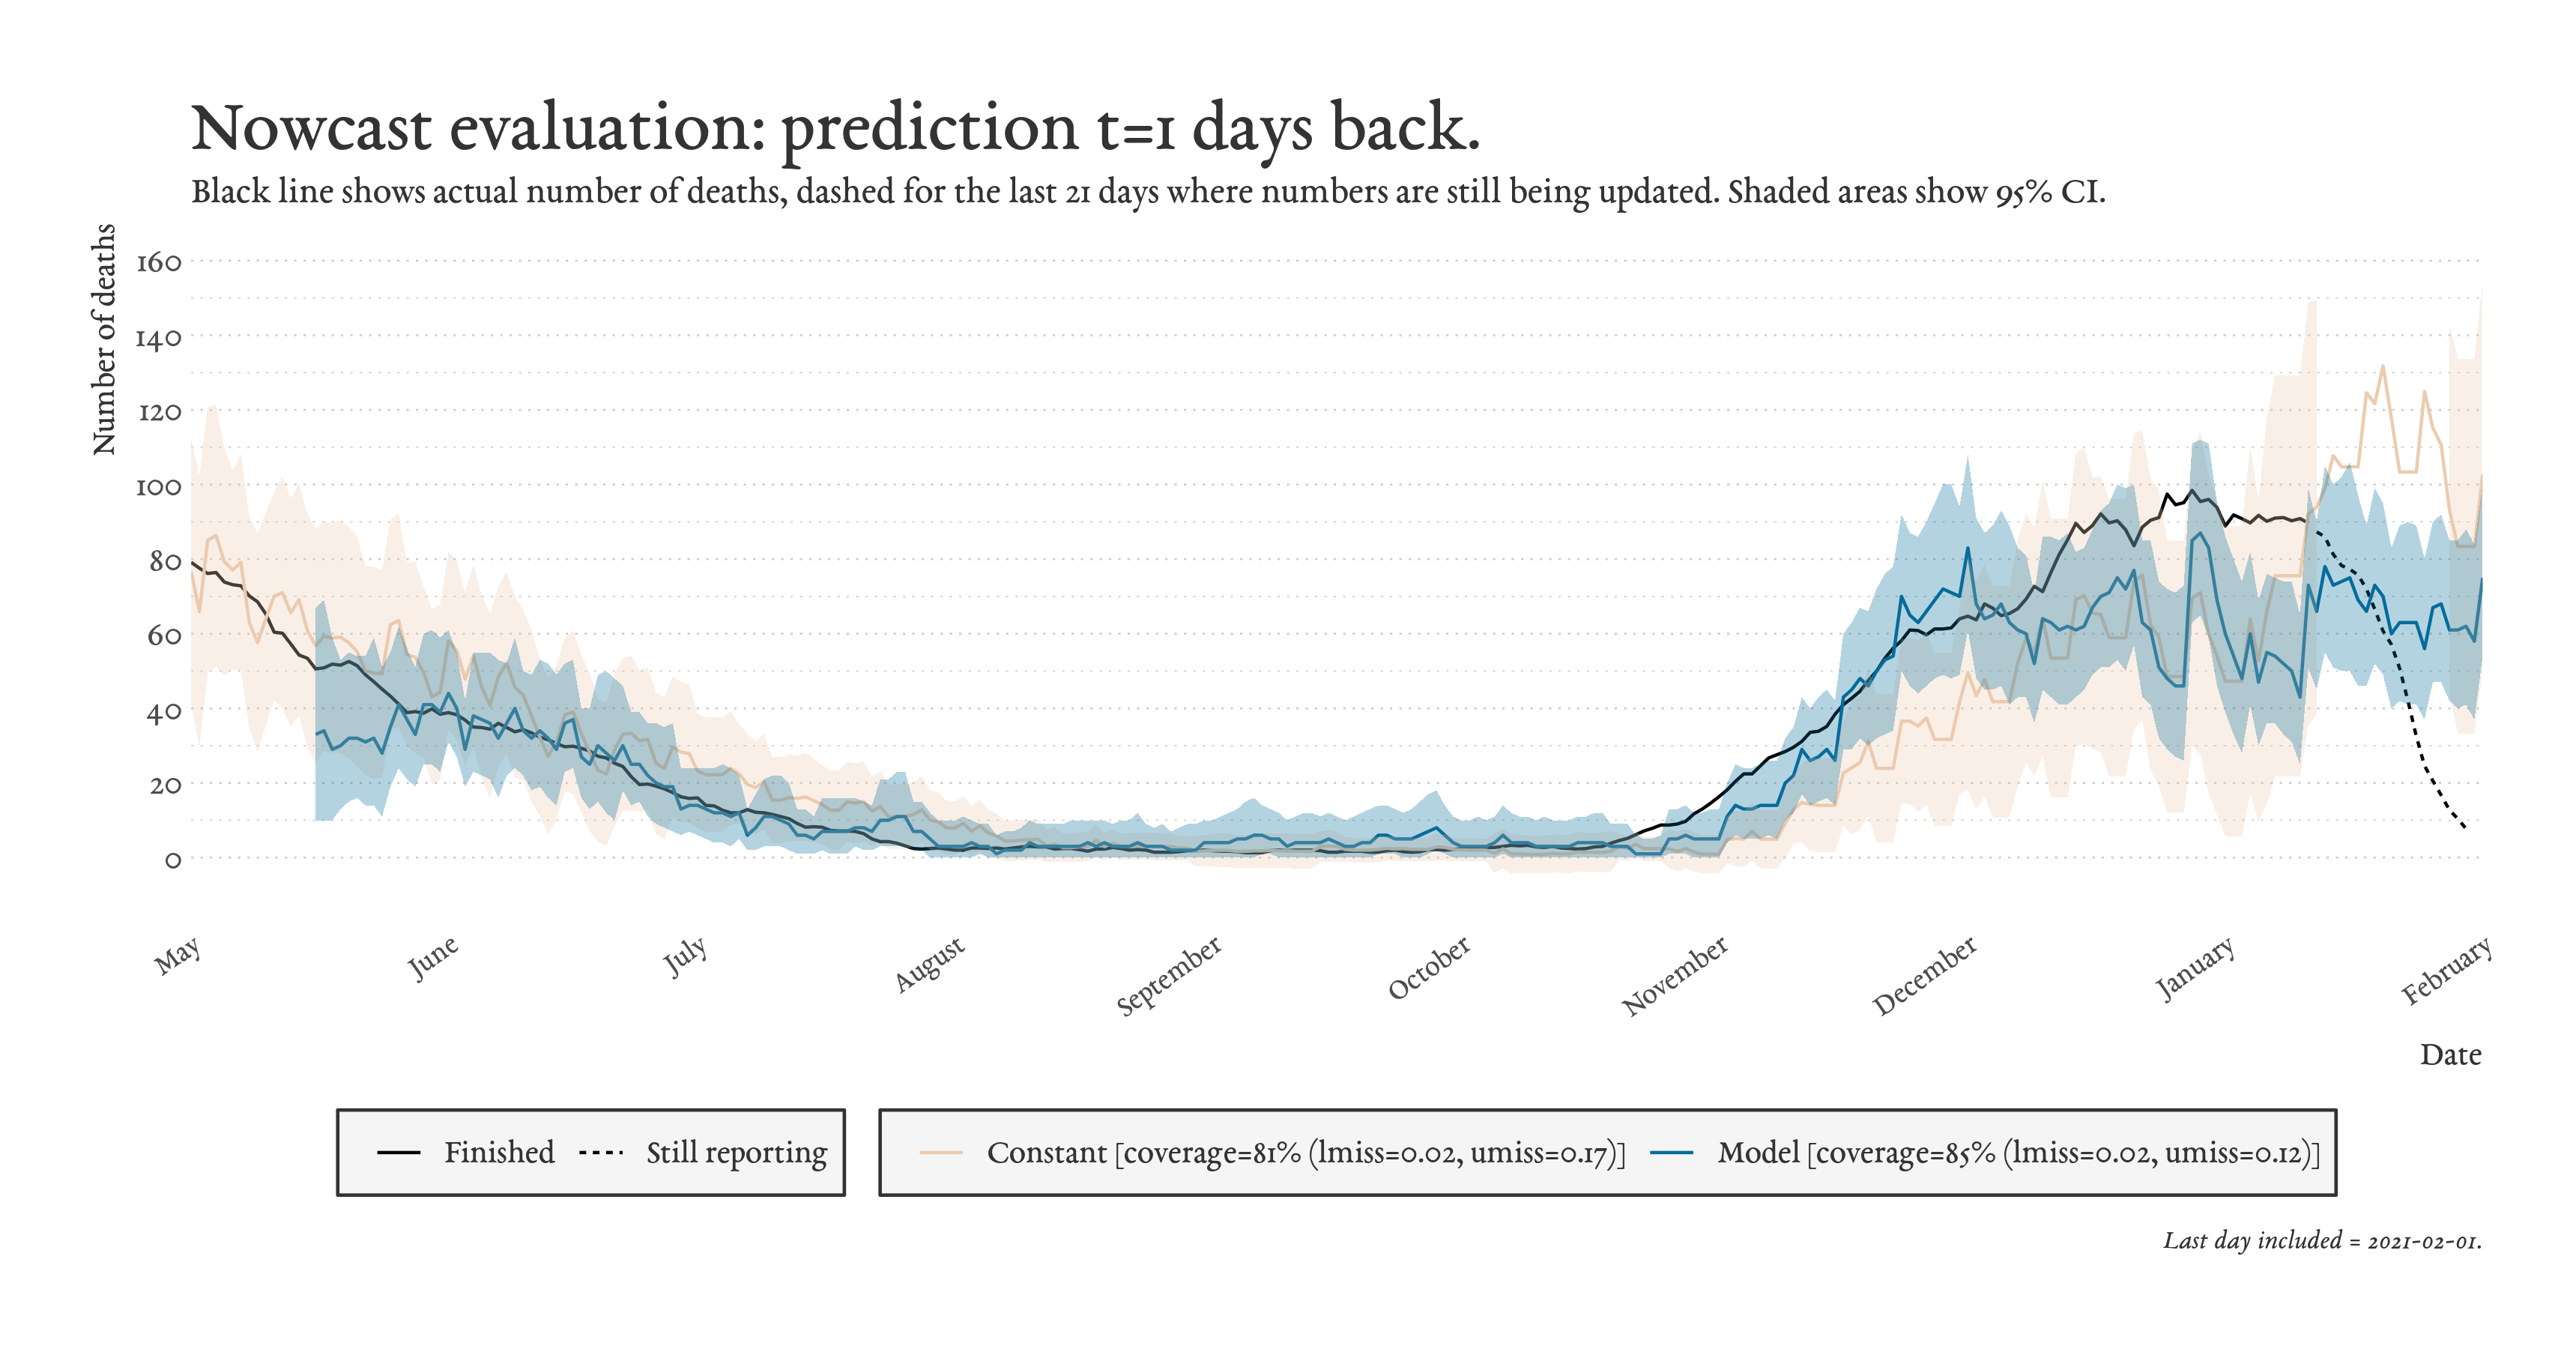 Nowcast evaluation: prediction t=1 days back.
Black line shows actual number of deaths, dashed for the last 21 days where numbers are still being updated. Shaded areas show 95% CI.
Number of deaths
160
140
120
100
80
60
40
20
0
May
June
July
August
September
October
November
December
January
February
Date
Finished
Still reporting
Constant [coverage=81% (lmiss=0.02, umiss=0.17)]
Model [coverage=85% (lmiss=0.02, umiss=0.12)]
Last day included = 2021-02-01.